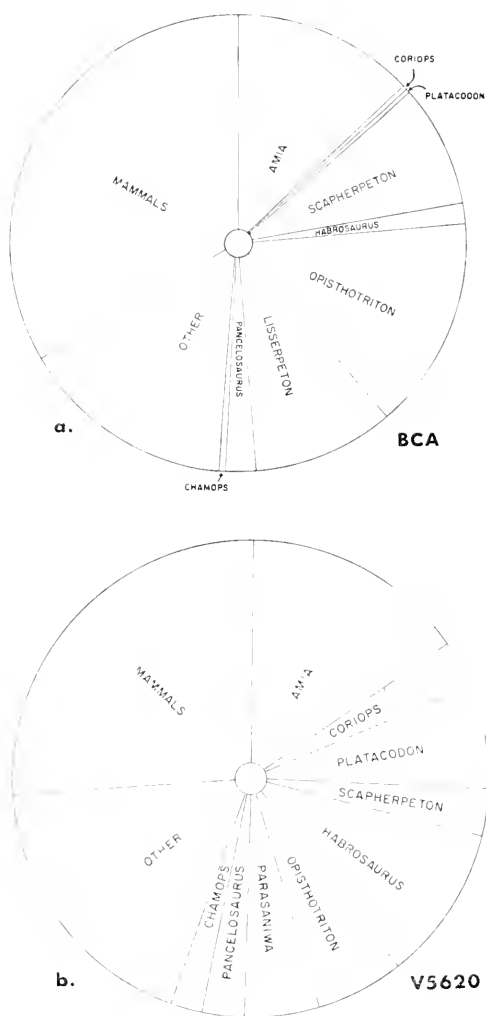 CORIOPS
PLATACODON
AMIA
MAMMALS
SCAPHERPETON
HABROSAURUS
OPISTHOTRITON
OTHER
PANCELOSAURUS
LISSERPETON
a.
BCA
CHAMOPS
MAMMALS
AMIA
CORIOPS
PLATACODON
SCAPHERPETON
HABROSAURUS
OTHER
CHAMOPS
PANCELOSAURUS
PARASANIWA
OPISTHOTRITON
b.
V5620